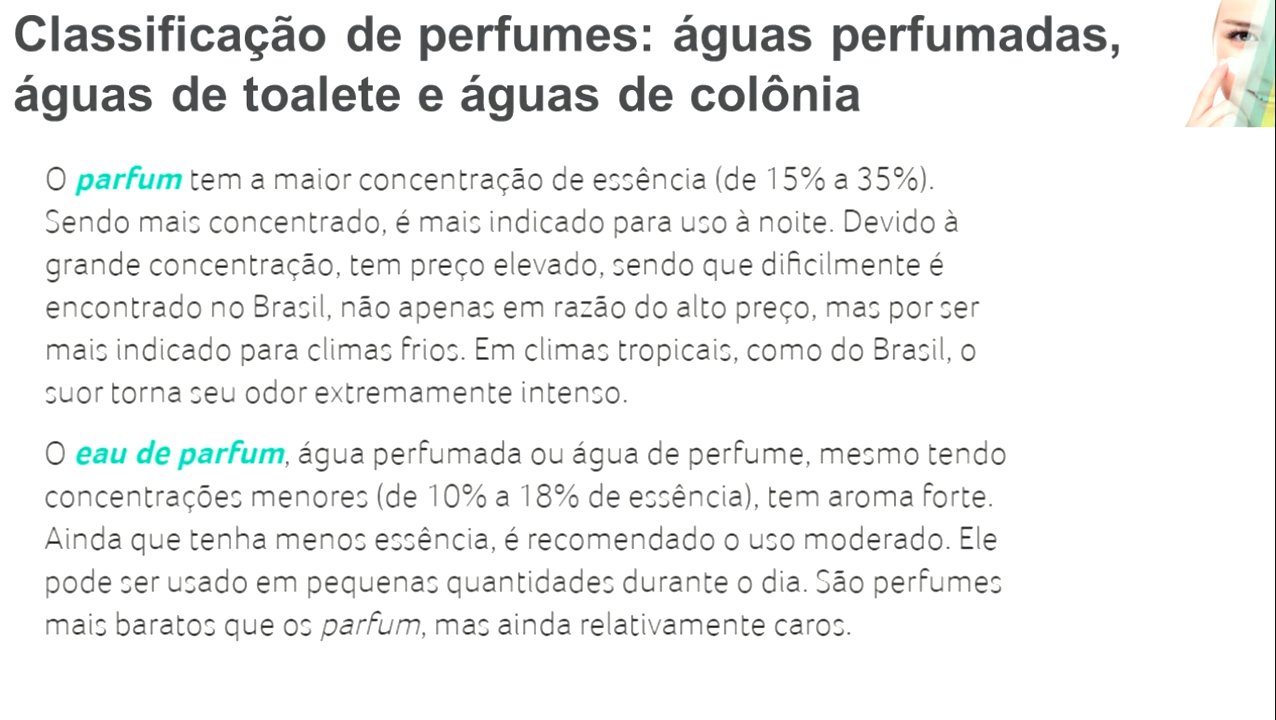 Classificação de perfumes: águas perfumadas,
águas de toalete e águas de colônia
O parfum tem a maior concentração de essência (de 15% a 35%).
Sendo mais concentrado, é mais indicado para uso à noite. Devido à
grande concentração, tem preço elevado, sendo que dificilmente é
encontrado no Brasil, não apenas em razão do alto preço, mas por ser
mais indicado para climas frios. Em climas tropicais, como do Brasil, o
suor torna seu odor extremamente intenso.
O eau de parfum, água perfumada ou água de perfume, mesmo tendo
concentrações menores (de 10% a 18% de essência), tem aroma forte.
Ainda que tenha menos essência, é recomendado o uso moderado. Ele
pode ser usado em pequenas quantidades durante o dia. São perfumes
mais baratos que os parfum, mas ainda relativamente caros.